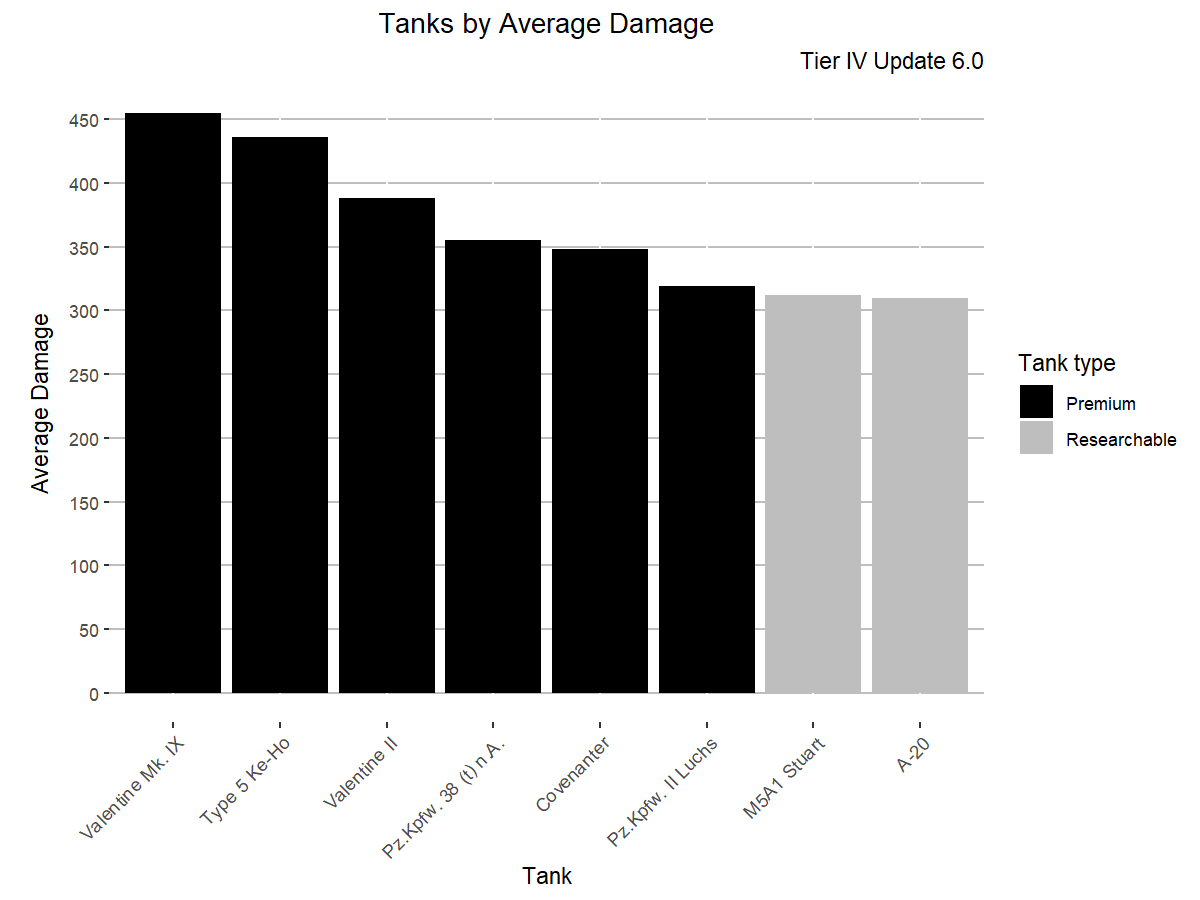 Tanks by Average Damage
Tier IV Update 6.0
Average Damage
450
400
350
300
250
200
150
100
50
0
Valentine Mk. IX
Type 5 Ke-Ho
Valentine II
Pz.Kpfw. 38 (t) n.A.
Covenanter
Pz.Kpfw. II Luchs
M5A1 Stuart
A-20
Tank
Tank type
Premium
Researchable